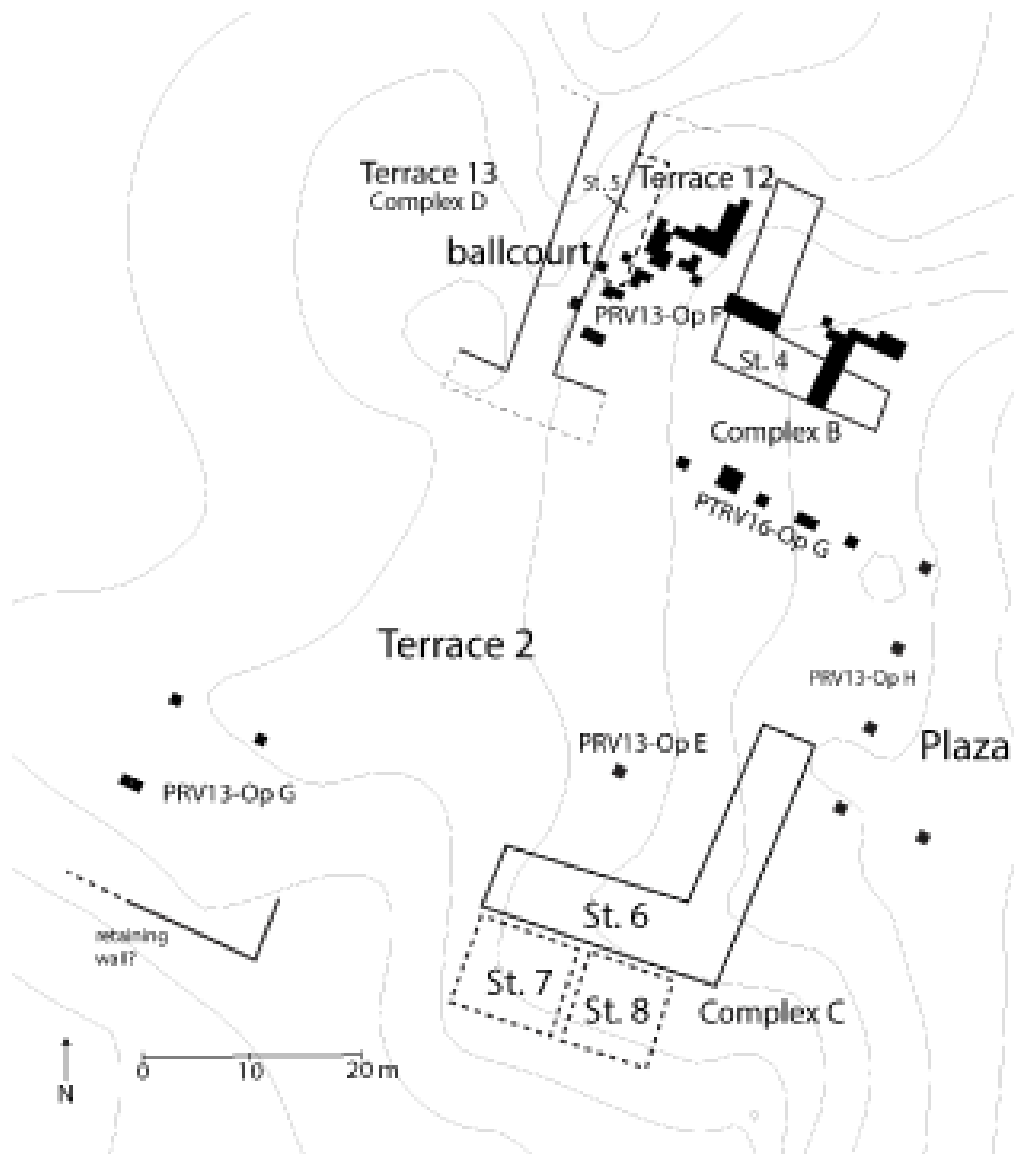 Terrace 13
Complex D
St. 5
Terrace 12
ballcourt
PRV13-Op F
St. 4
Complex B
PTRV16-Op G
Terrace 2
PRV13-Op H
PRV13-Op E
Plaza
PRV13-Op G
St. 6
retaining
wall?
St. 7
St. 8
Complex C
0
10
20 m
N